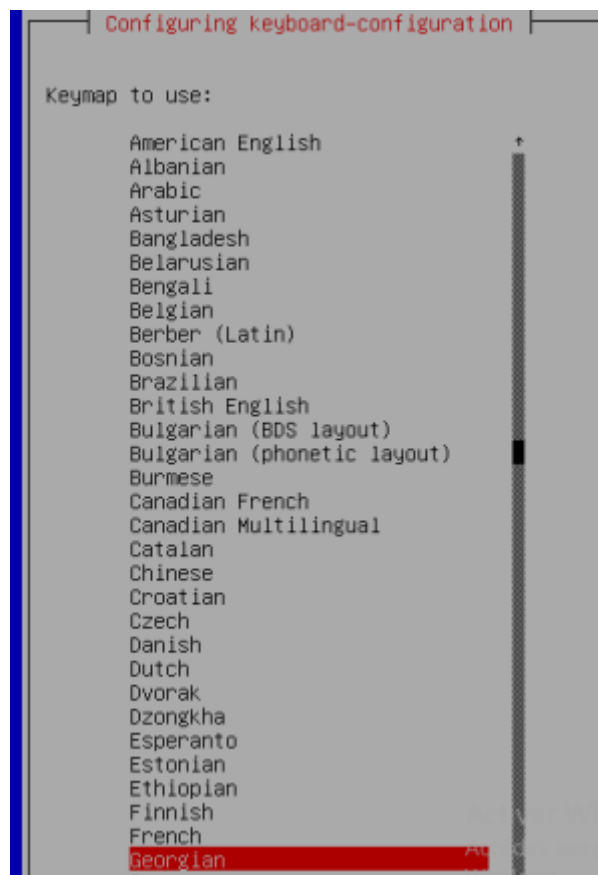 Configuring keyboard-configuration
Keymap to use:
American English
Albanian
Arabic
Asturian
Bangladesh
Belarusian
Bengali
Belgian
Berber (Latin)
Bosnian
Brazilian
British English
Bulgarian (BDS layout)
Bulgarian (phonetic layout)
Burmese
Canadian French
Canadian Multilingual
Catalan
Chinese
Croatian
Czech
Danish
Dutch
Dvorak
Dzongkha
Esperanto
Estonian
Ethiopian
Finnish
French
Georgian